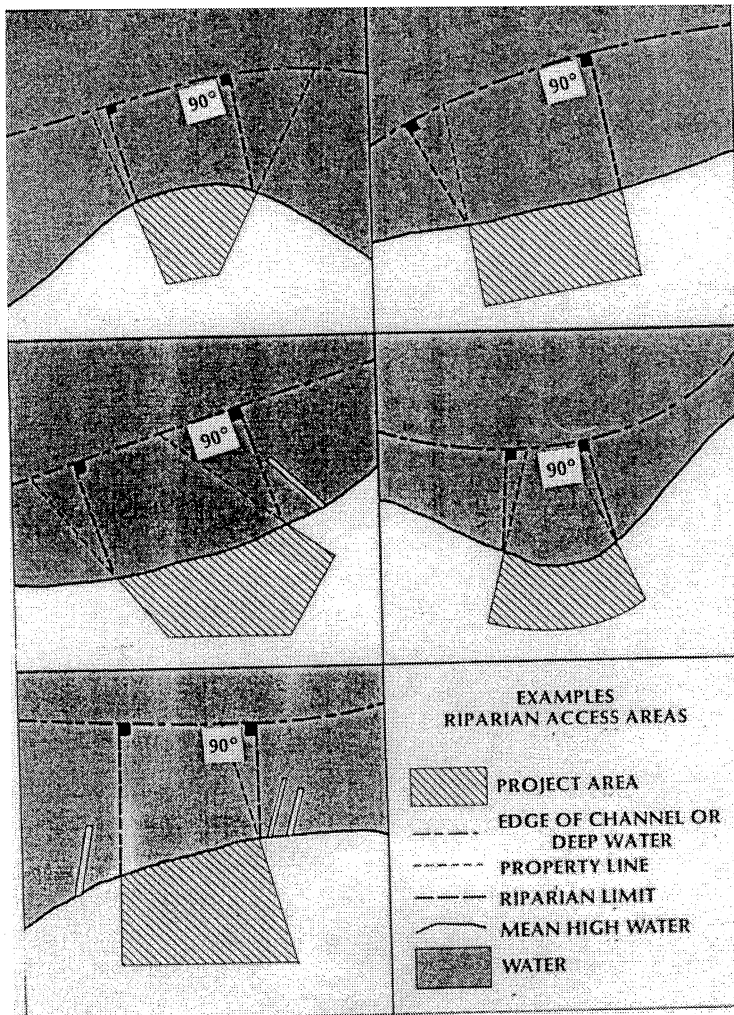 90°
90°
90°
90°
90°
EXAMPLES
RIPARIAN ACCESS AREAS
PROJECT AREA
EDGE OF CHANNEL OR
DEEP WATER
PROPERTY LINE
RIPARIAN LIMIT
MEAN HIGH WATER
WATER